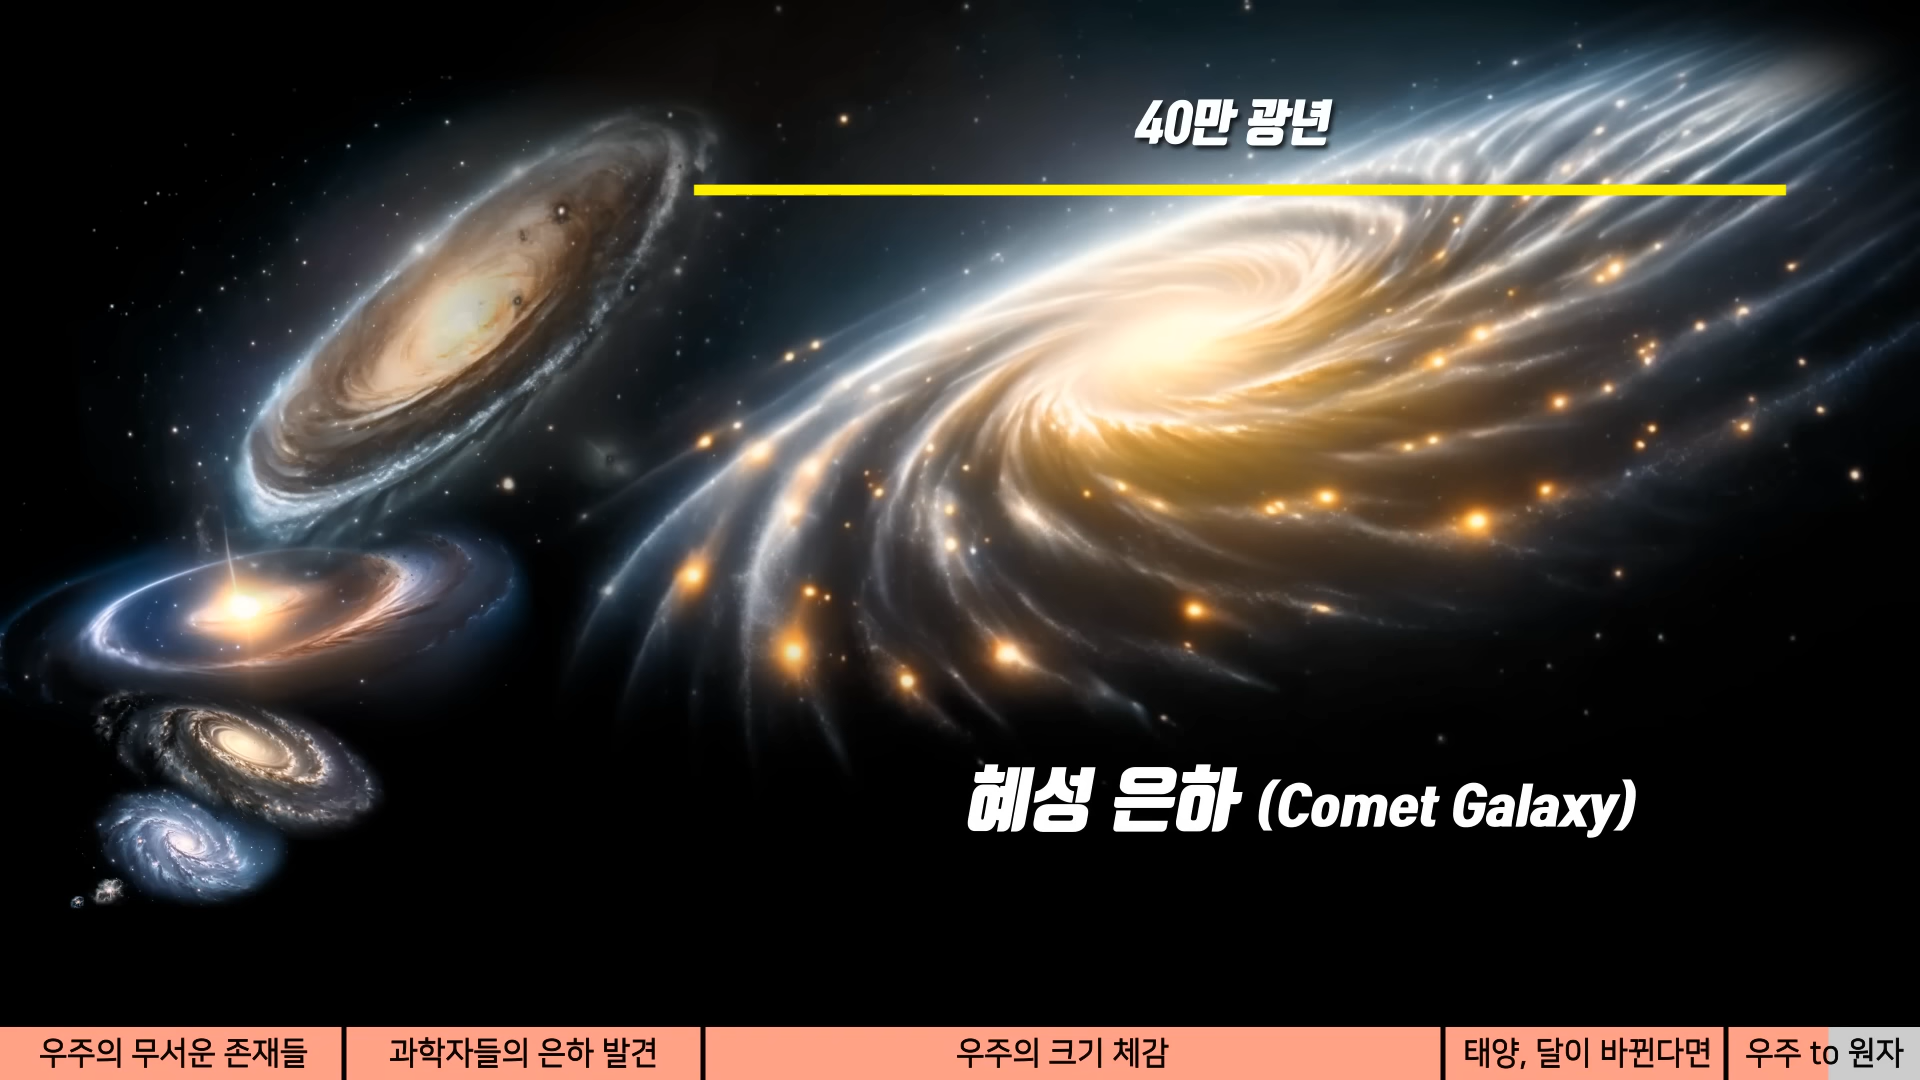 40만 광년
혜성 은하 (Comet Galaxy)
우주의 무서운 존재들
과학자들의 은하 발견
우주의 크기 체감
태양, 달이 바뀐다면
우주 to 원자